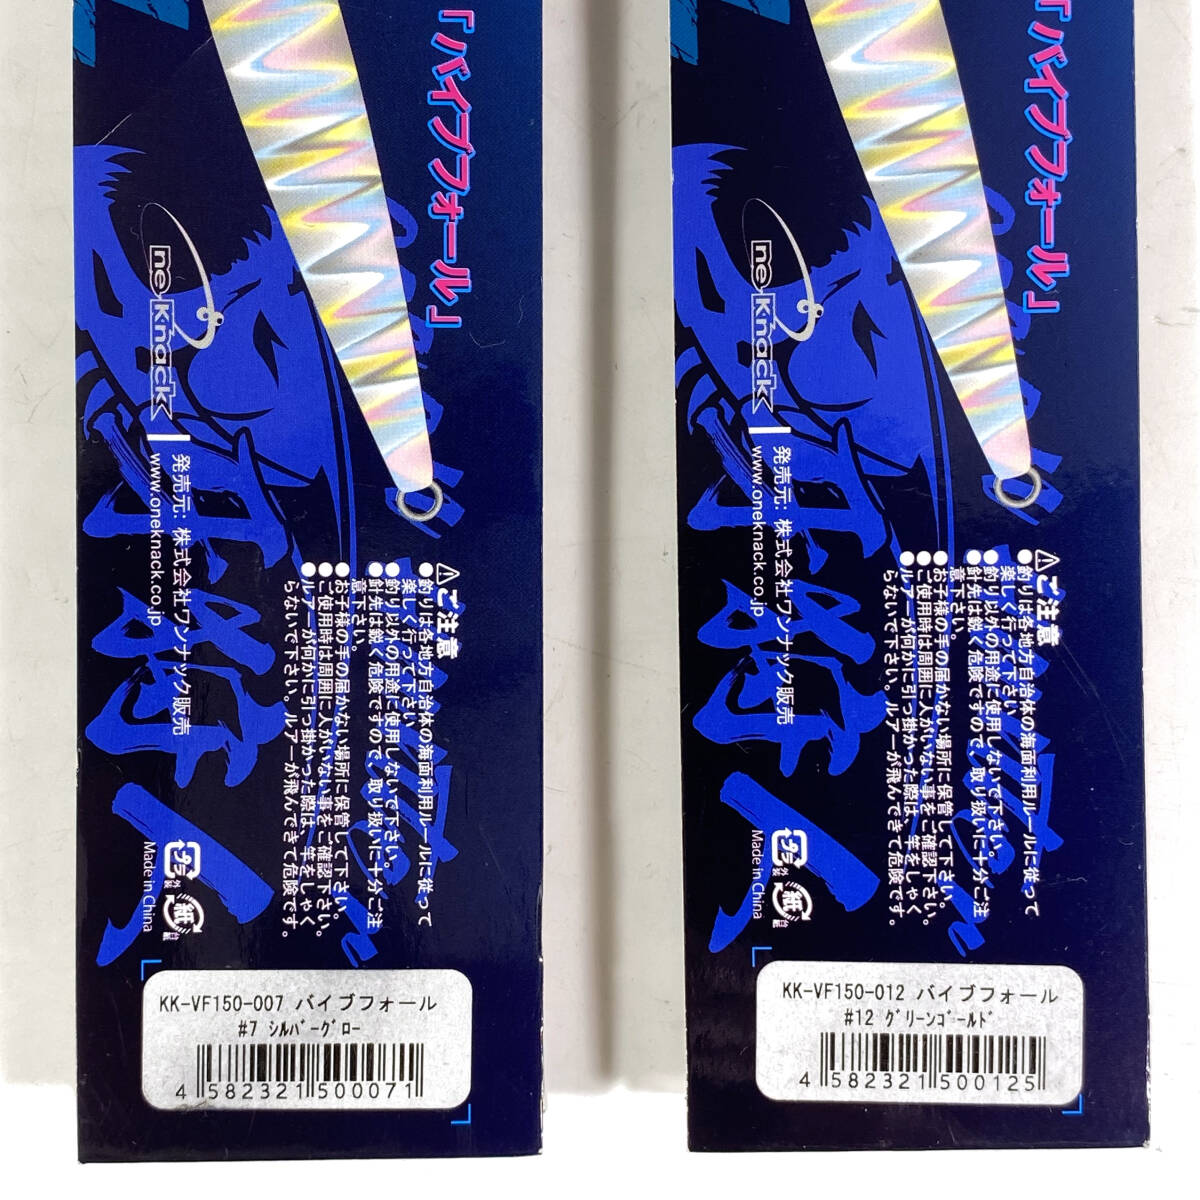 「バイブフォール」
ne Knack
発売元: 株式会社ワンナック販売
www.oneknack.co.jp
⚠ご注意
●釣りは各地方自治体の海面利用ルールに従って
楽しく行って下さい
●釣り以外の用途に使用しないで下さい。
●針先は鋭く危険ですので、取り扱いに十分ご注
意下さい。
●お子様の手の届かない場所に保管して下さい。
●ご使用時は周囲に人がいない事をご確認下さい。
●ルアーが何かに引っ掛かった際は、竿をしゃく
らないで下さい。ルアーが飛んできて危険です。
プラ
外装
紙
台紙
Made in China
KK-VF150-007 バイブフォール
#7 シルバーグロー
4 582321 500071
「バイブフォール」
ne Knack
発売元: 株式会社ワンナック販売
www.oneknack.co.jp
⚠ご注意
●釣りは各地方自治体の海面利用ルールに従って
楽しく行って下さい
●釣り以外の用途に使用しないで下さい。
●針先は鋭く危険ですので、取り扱いに十分ご注
意下さい。
●お子様の手の届かない場所に保管して下さい。
●ご使用時は周囲に人がいない事をご確認下さい。
●ルアーが何かに引っ掛かった際は、竿をしゃく
らないで下さい。ルアーが飛んできて危険です。
プラ
外装
紙
台紙
Made in China
KK-VF150-012 バイブフォール
#12 グリーンゴールド
4 582321 500125